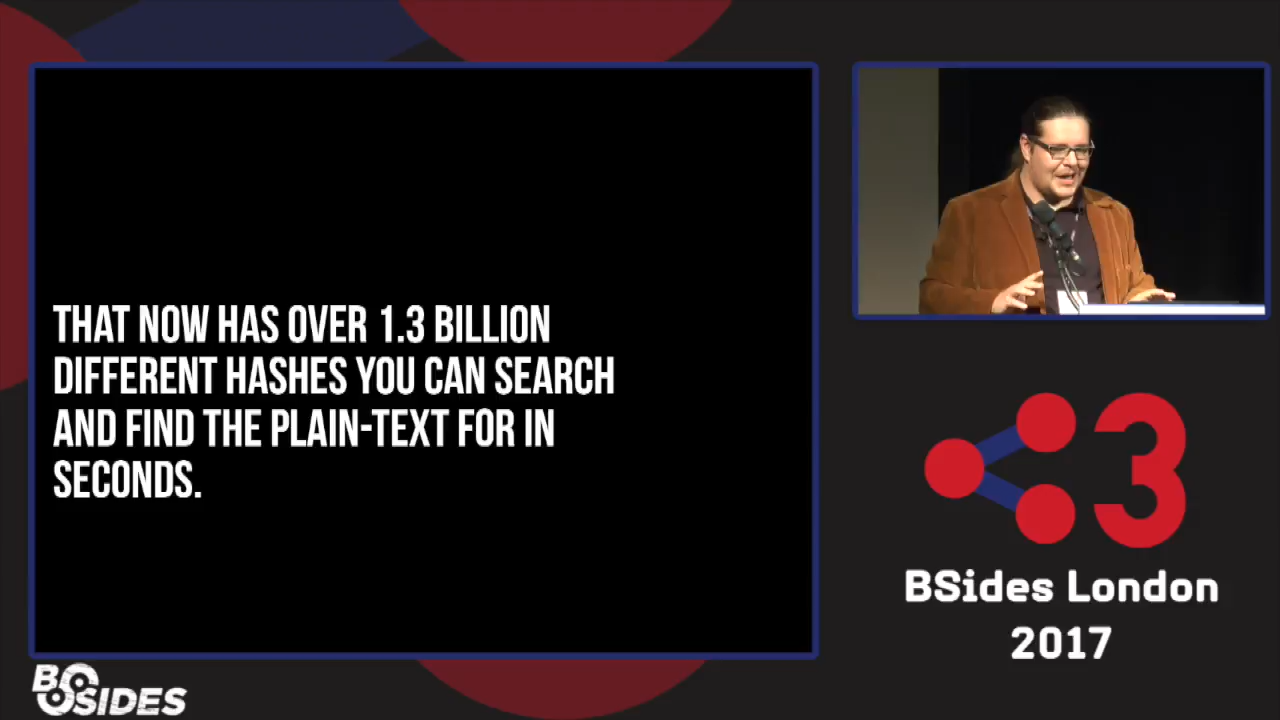 THAT NOW HAS OVER 1.3 BILLION
DIFFERENT HASHES YOU CAN SEARCH
AND FIND THE PLAIN-TEXT FOR IN
SECONDS.
3
BSides London
2017
BSIDES